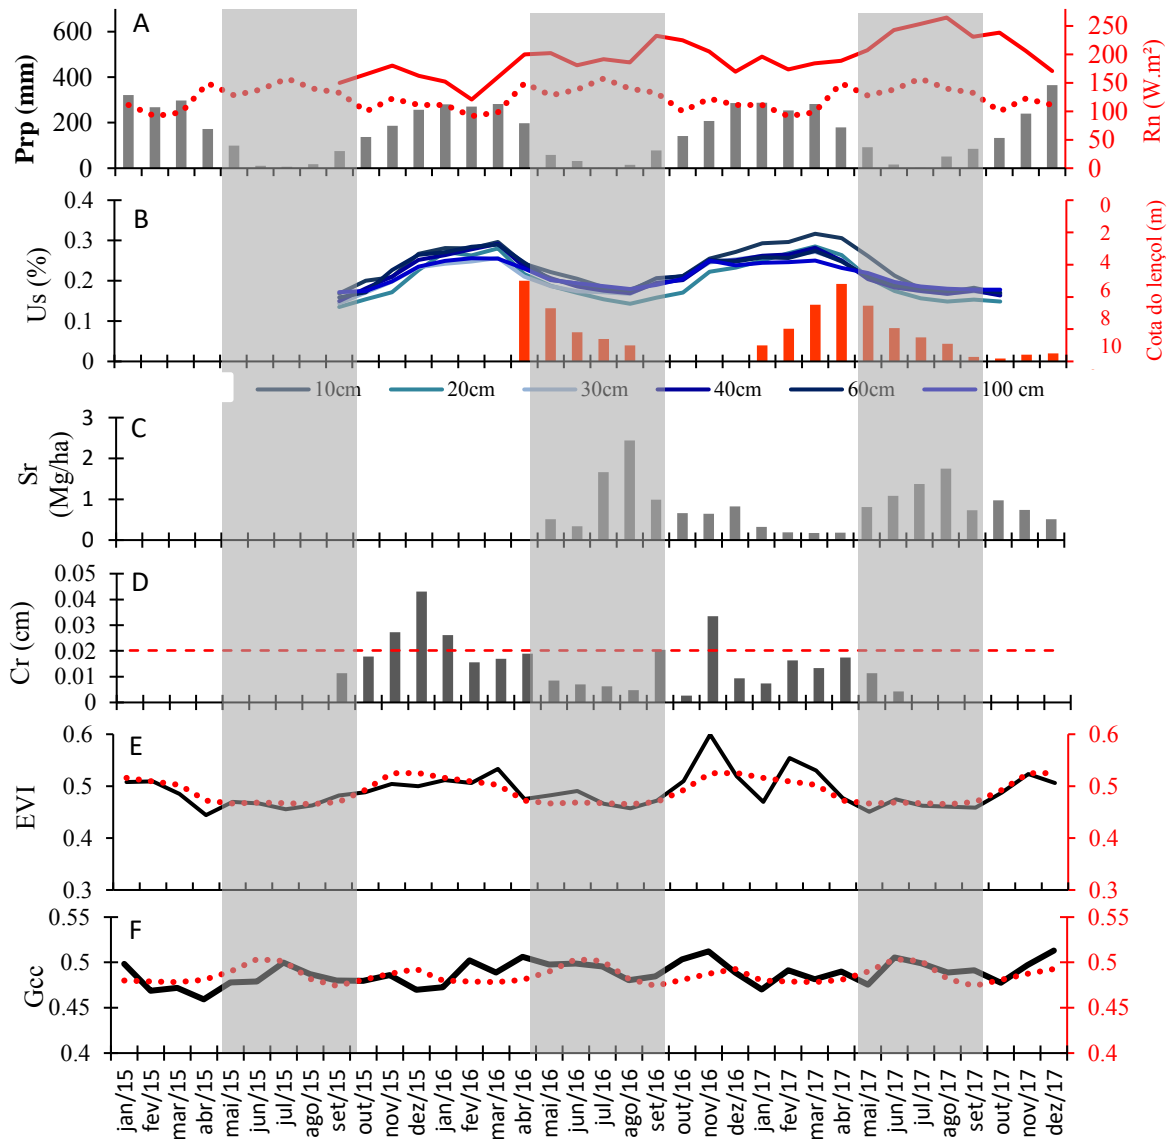 A
Prp (mm)
600
400
200
0
250
200
150
100
50
0
Rn (W.m²)
B
Us (%)
0.4
0.3
0.2
0.1
0
0
2
4
6
8
10
Cota do lençol (m)
10cm 20cm 30cm 40cm 60cm 100 cm
C
Sr
(Mg/ha)
3
2
1
0
D
Cr (cm)
0.05
0.04
0.03
0.02
0.01
0
E
EVI
0.6
0.5
0.4
0.3
0.6
0.5
0.4
0.3
F
Gcc
0.55
0.5
0.45
0.4
0.55
0.5
0.45
0.4
jan/15
fev/15
mar/15
abr/15
mai/15
jun/15
jul/15
ago/15
set/15
out/15
nov/15
dez/15
jan/16
fev/16
mar/16
abr/16
mai/16
jun/16
jul/16
ago/16
set/16
out/16
nov/16
dez/16
jan/17
fev/17
mar/17
abr/17
mai/17
jun/17
jul/17
ago/17
set/17
out/17
nov/17
dez/17